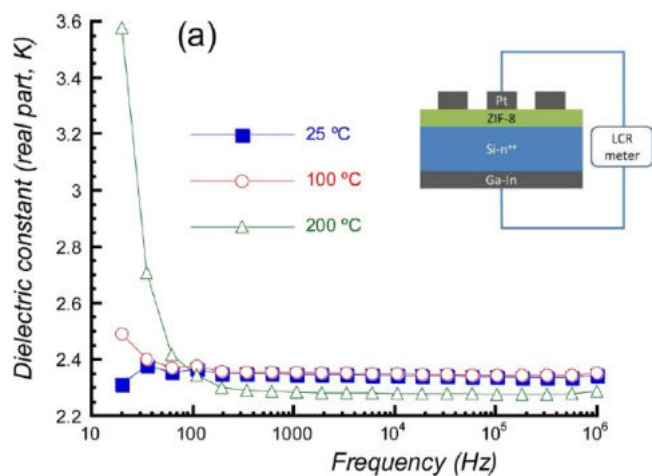 (a)
Dielectric constant (real part, K)
3.6
3.4
3.2
3
2.8
2.6
2.4
2.2
25 ºC
100 ºC
200 ºC
Pt
ZIF-8
Si-n⁺⁺
Ga-In
LCR
meter
10 100 1000 10⁴ 10⁵ 10⁶
Frequency (Hz)